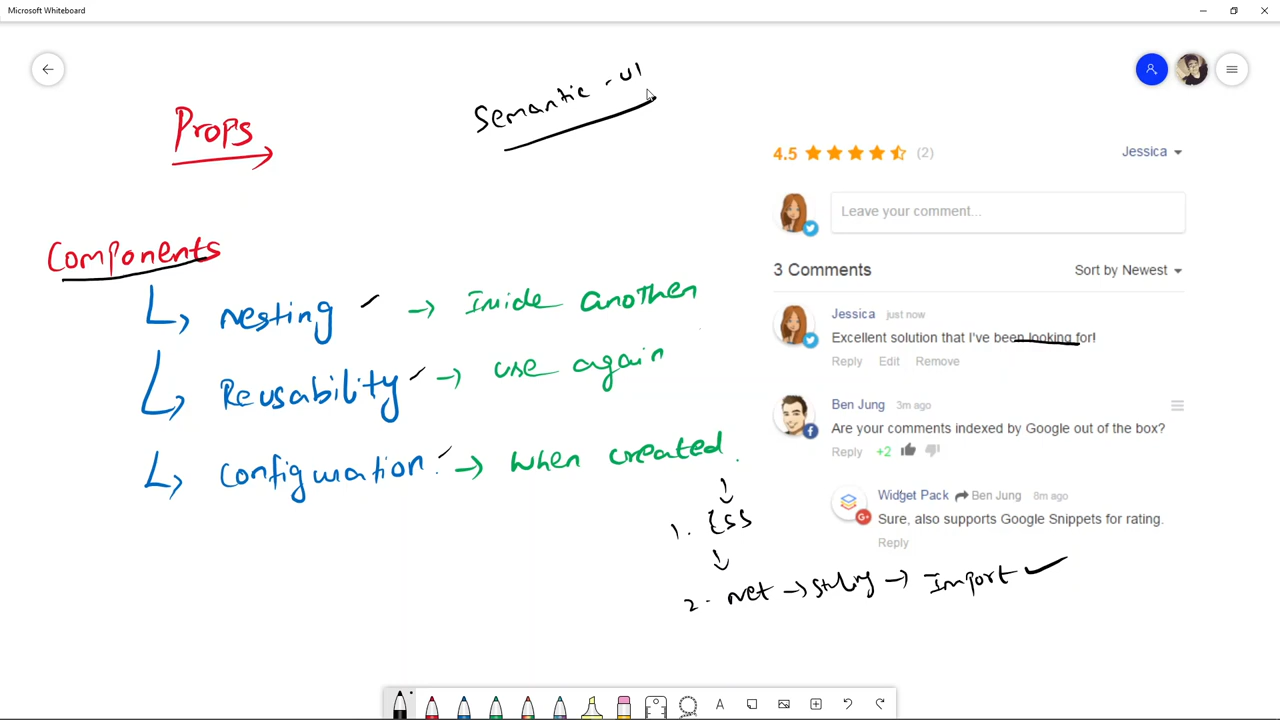 Microsoft Whiteboard
Semantic - UI
Props
4.5 (2) Jessica
Leave your comment...
Components
3 Comments Sort by Newest
nesting → Inside another
Jessica just now
Excellent solution that I've been looking for!
Reply Edit Remove
Reusability → use again
Ben Jung 3m ago
Are your comments indexed by Google out of the box?
Reply +2
Configuration → when created.
Widget Pack Ben Jung 8m ago
Sure, also supports Google Snippets for rating.
Reply
1. CSS
2. net → styling → Import
A